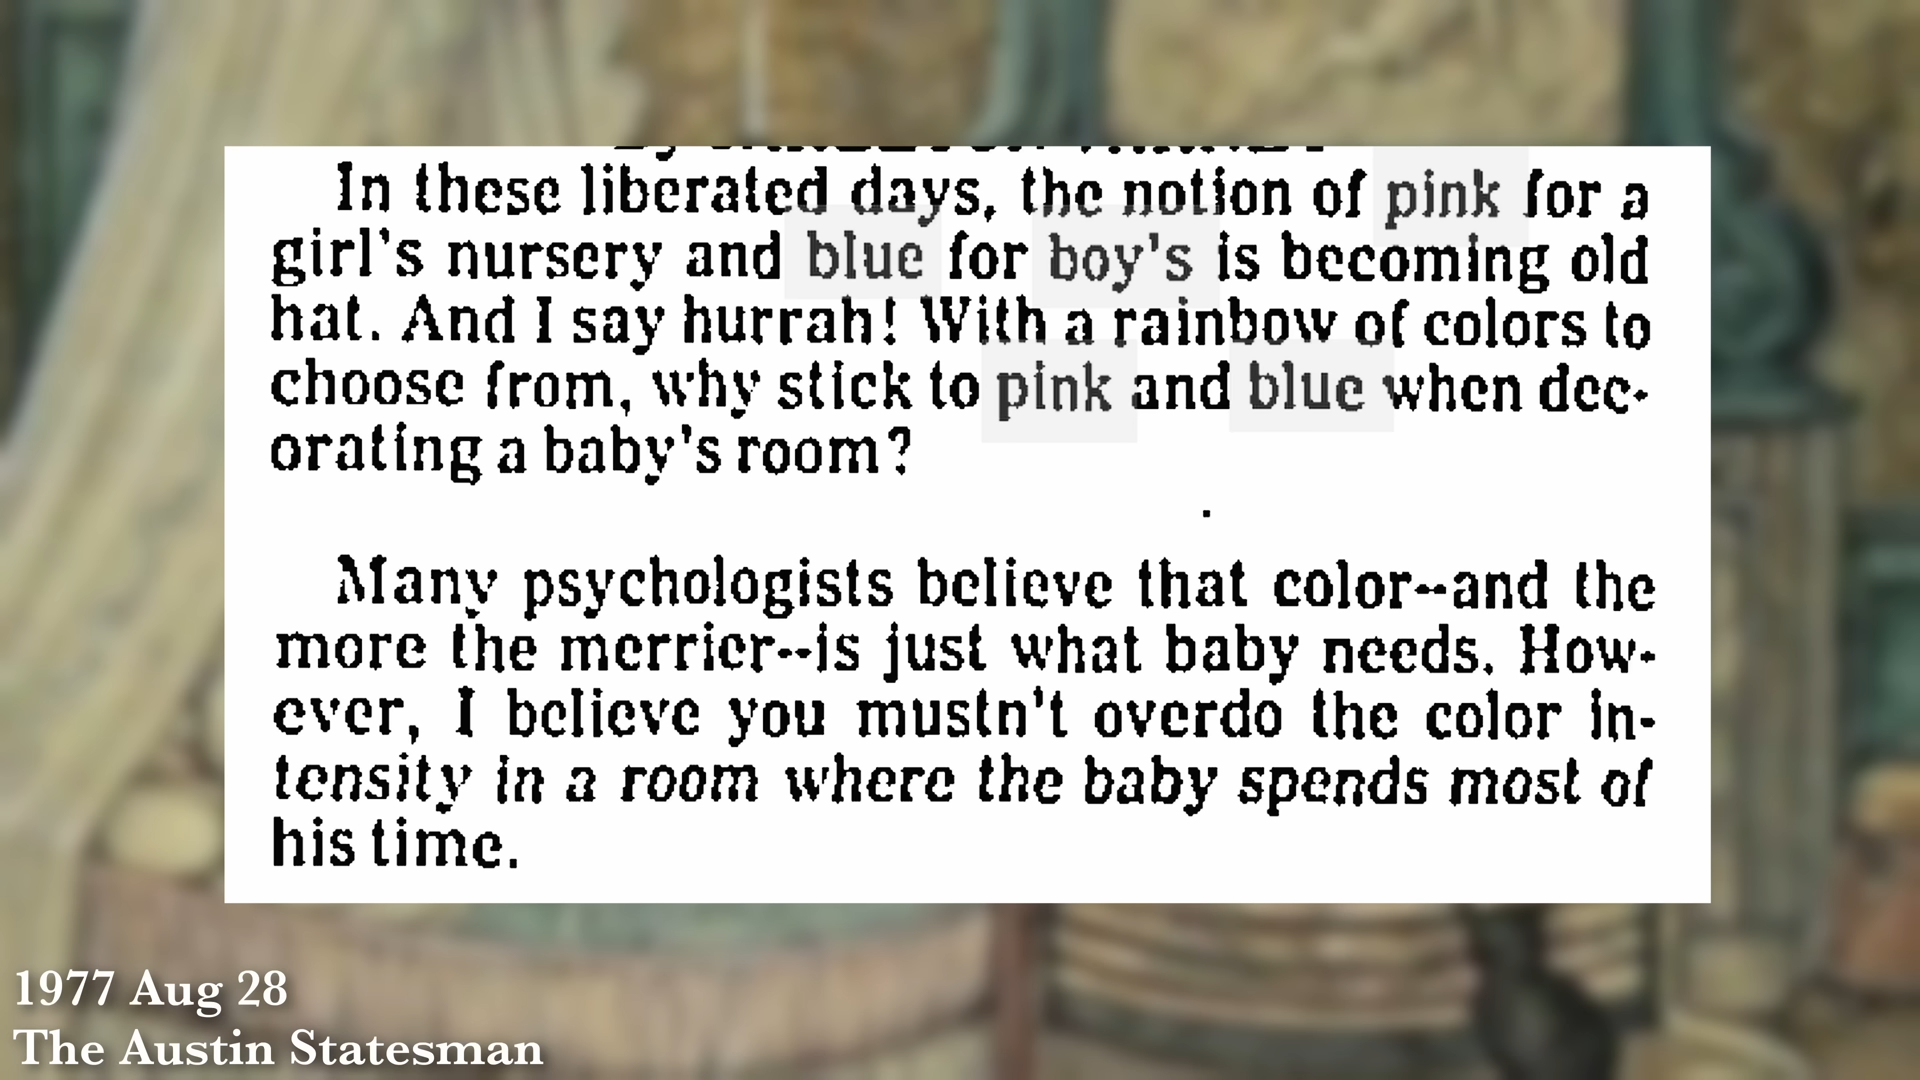 In these liberated days, the notion of pink for a
girl's nursery and blue for boy's is becoming old
hat. And I say hurrah! With a rainbow of colors to
choose from, why stick to pink and blue when dec-
orating a baby's room?
Many psychologists believe that color--and the
more the merrier--is just what baby needs. How-
ever, I believe you mustn't overdo the color in-
tensity in a room where the baby spends most of
his time.
1977 Aug 28
The Austin Statesman